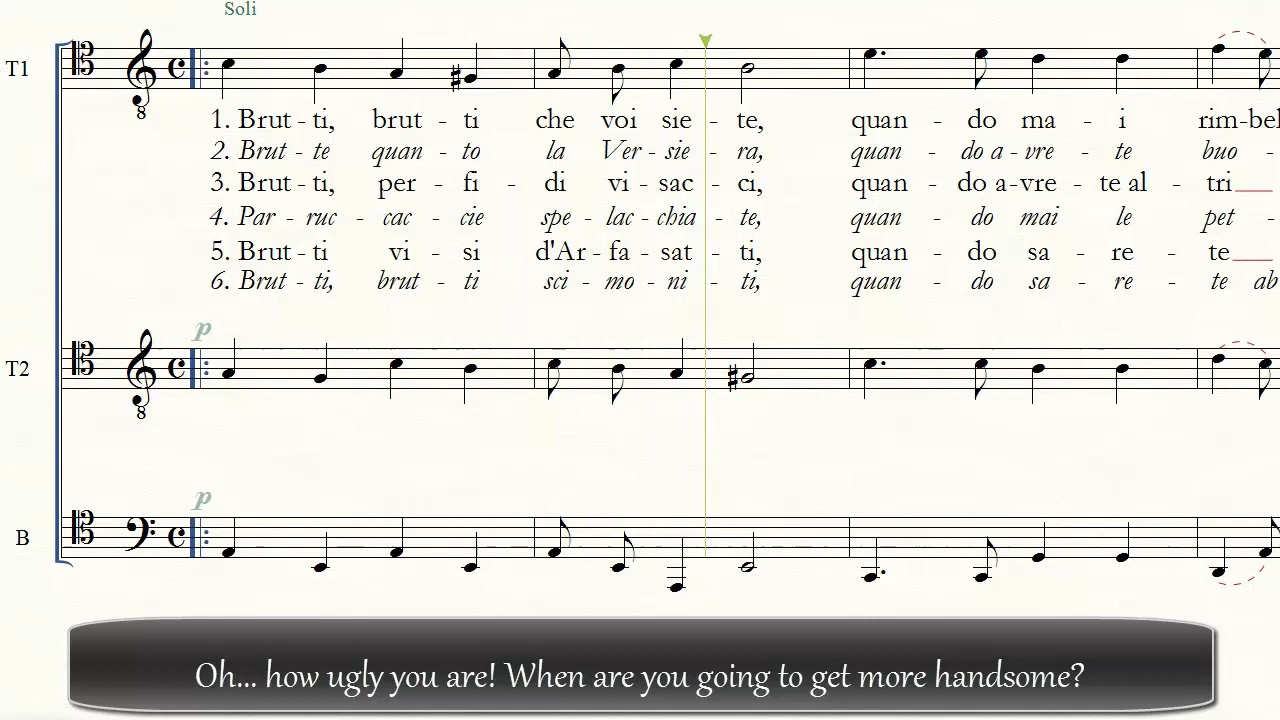 Soli
T1
1. Brut - ti, brut - ti che voi sie - te, quan - do ma - i rim-bel
2. Brut - te quan - to la Ver - sie - ra, quan - do a - vre - te buo -
3. Brut - ti, per - fi - di vi - sac - ci, quan - do a-vre - te al - tri
4. Par - ruc - cac - cie spe - lac - chia - te, quan - do mai le pet -
5. Brut - ti vi - si d'Ar - fa - sat - ti, quan - do sa - re - te
6. Brut - ti, brut - ti sci - mo - ni - ti, quan - do sa - re - te ab
p
T2
p
B
Oh... how ugly you are! When are you going to get more handsome?